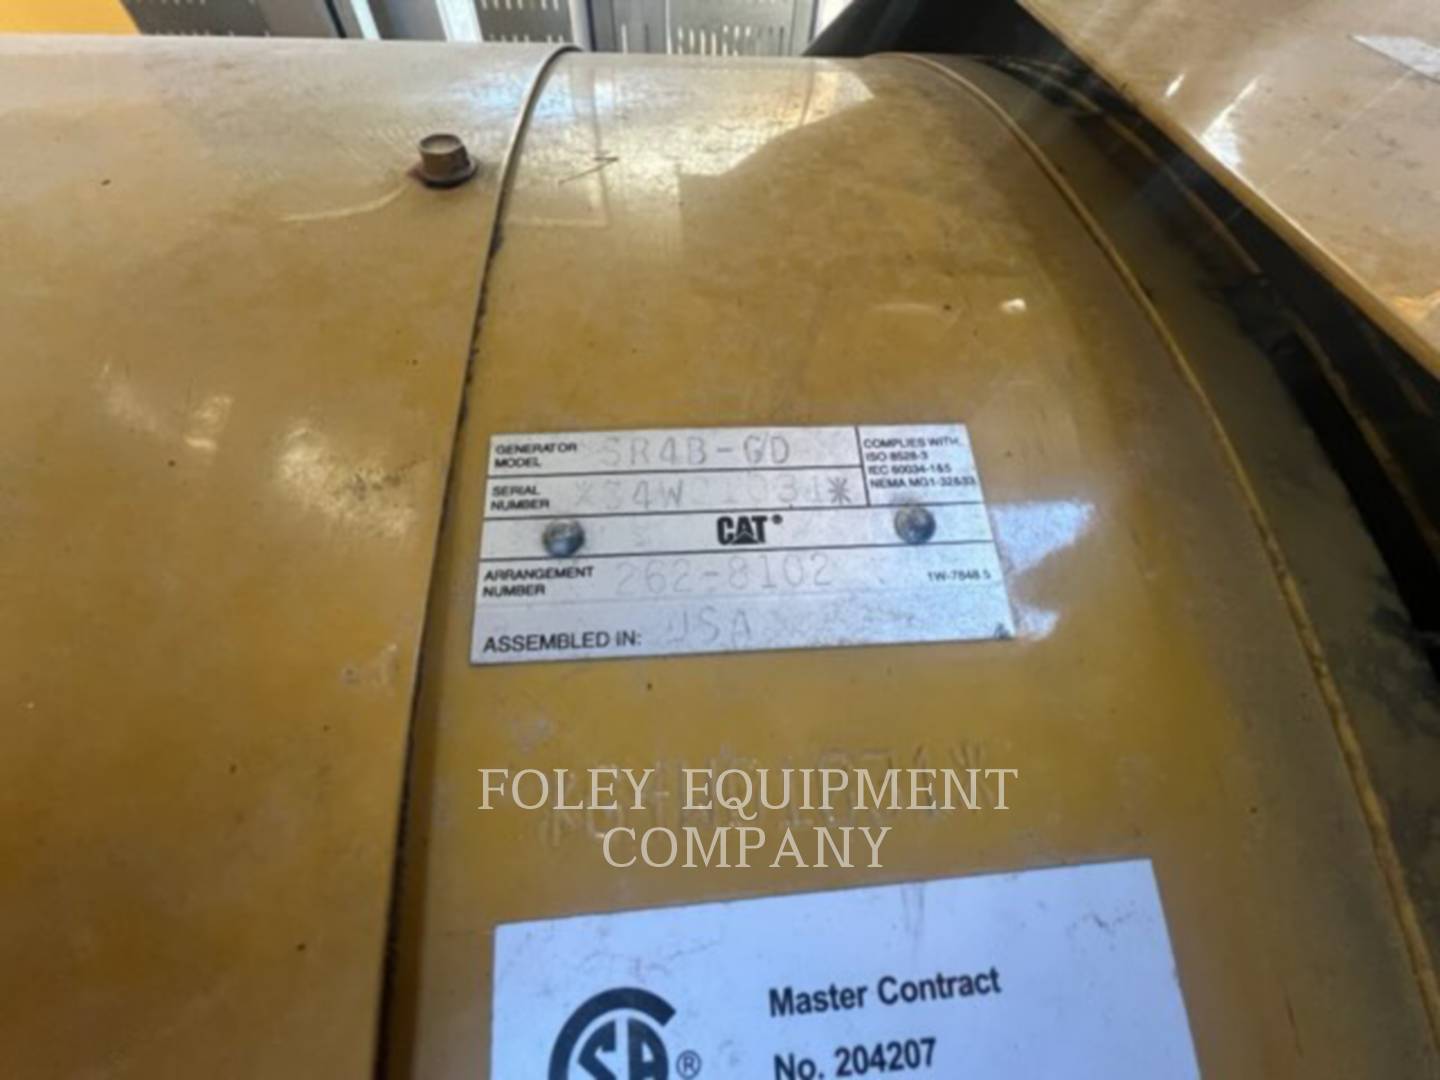 GENERATOR MODEL SR4B-GD
COMPLIES WITH:
ISO 8528-3
IEC 60034-1&5
NEMA MG1-32&33
SERIAL NUMBER
CAT®
ARRANGEMENT NUMBER 262-8102
1W-7848 5
ASSEMBLED IN: USA
FOLEY EQUIPMENT
COMPANY
Master Contract
No. 204207
SA ®